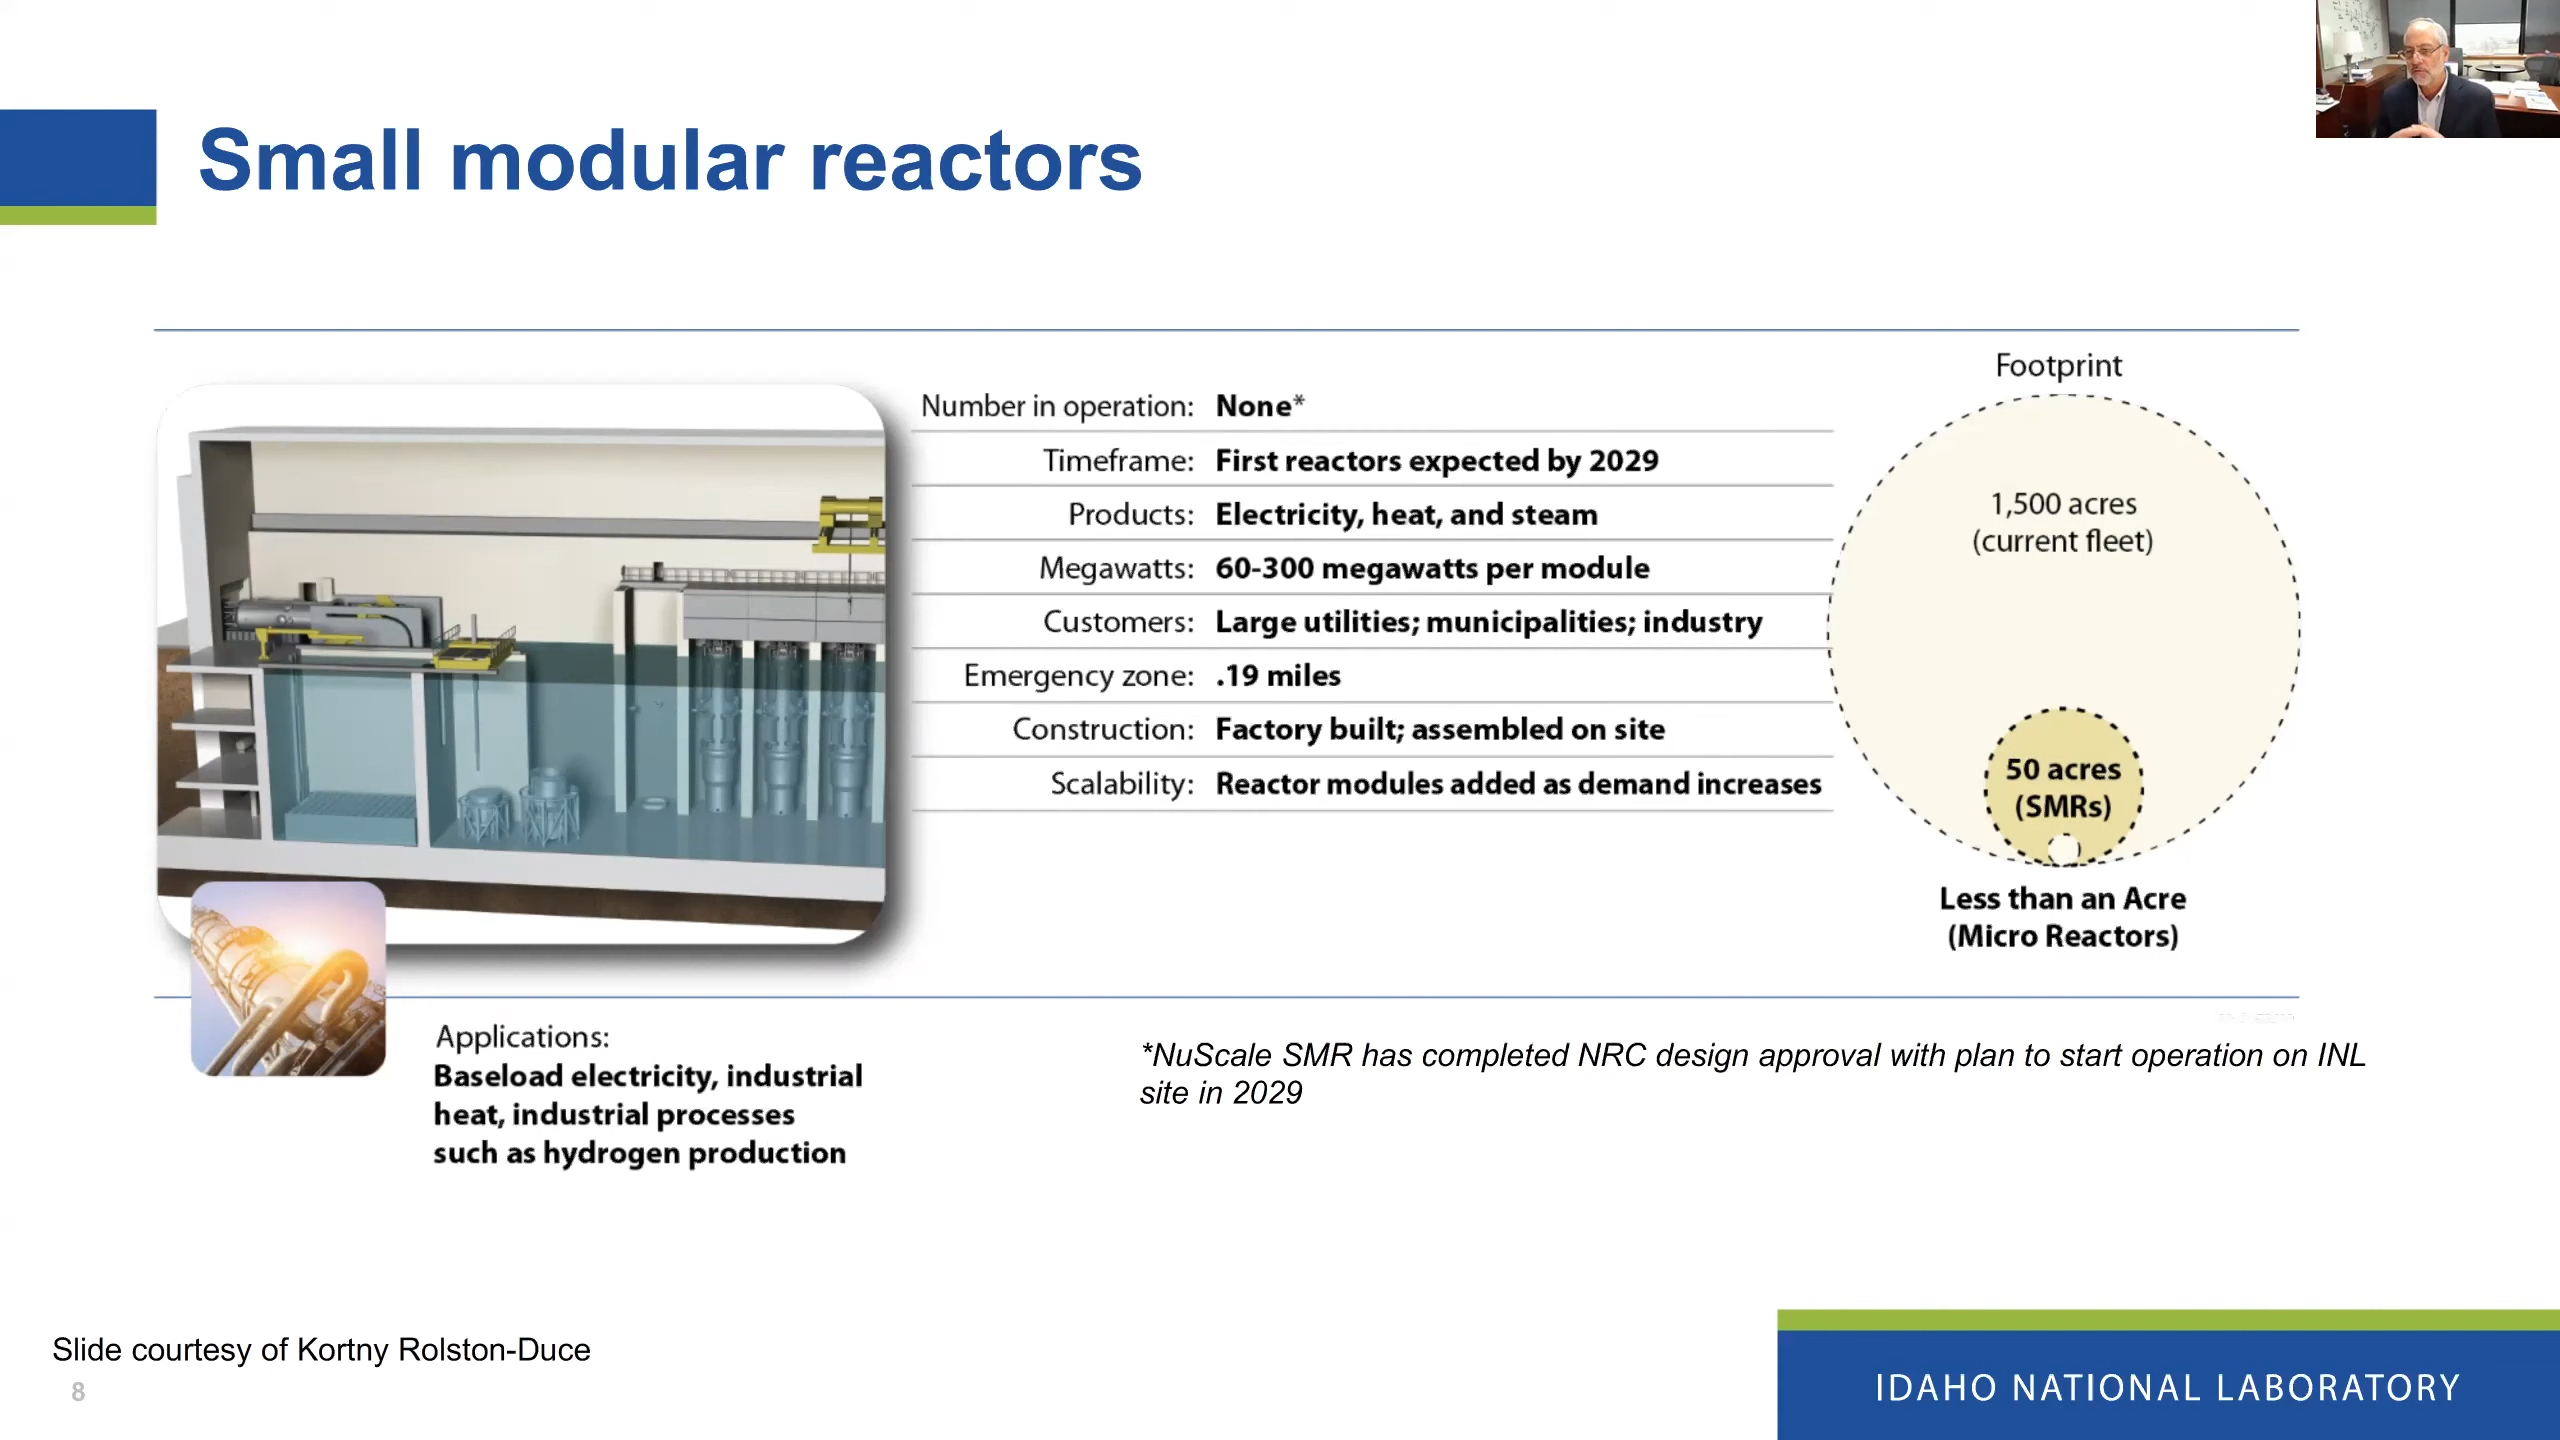 Small modular reactors
Number in operation: None*
Timeframe: First reactors expected by 2029
Products: Electricity, heat, and steam
Megawatts: 60-300 megawatts per module
Customers: Large utilities; municipalities; industry
Emergency zone: .19 miles
Construction: Factory built; assembled on site
Scalability: Reactor modules added as demand increases
Footprint
1,500 acres
(current fleet)
50 acres
(SMRs)
Less than an Acre
(Micro Reactors)
Applications:
Baseload electricity, industrial
heat, industrial processes
such as hydrogen production
*NuScale SMR has completed NRC design approval with plan to start operation on INL
site in 2029
Slide courtesy of Kortny Rolston-Duce
8
IDAHO NATIONAL LABORATORY